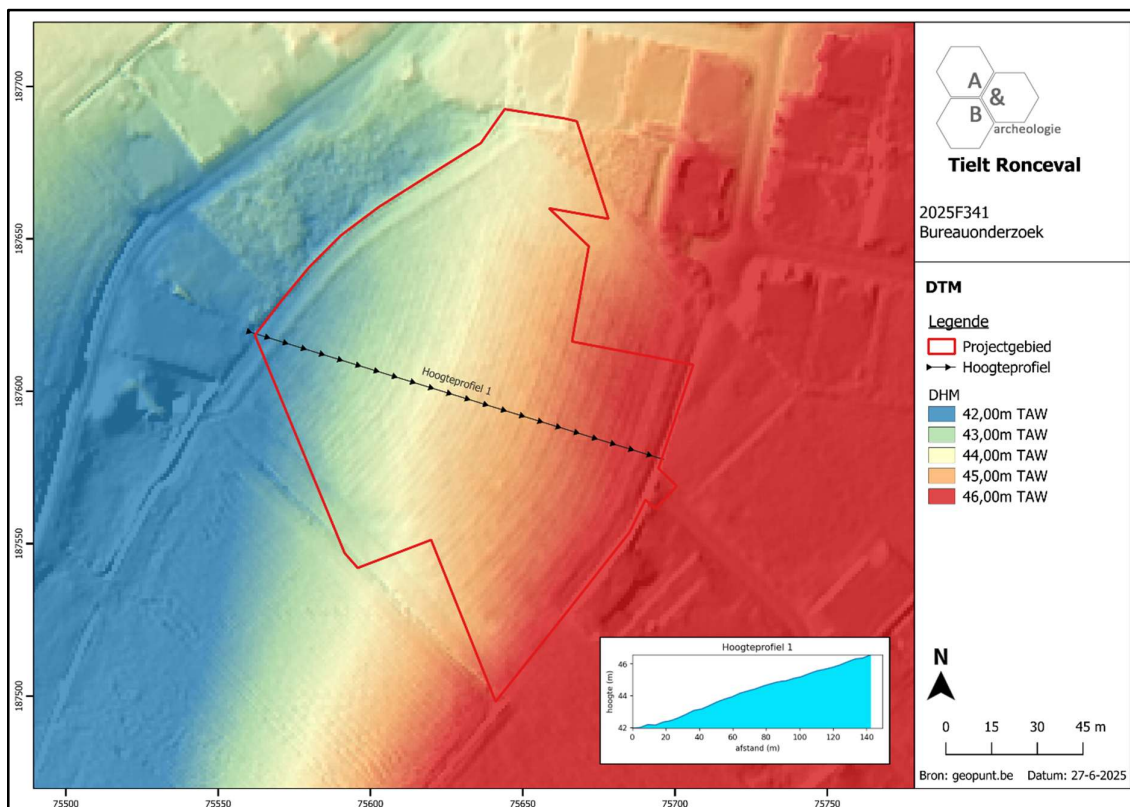 187700
187650
187600
187550
187500
75500
75550
75600
75650
75700
75750
Hoogteprofiel 1
Hoogteprofiel 1
hoogte (m)
46
44
42
0 20 40 60 80 100 120 140
afstand (m)
A
&
B
archeologie
Tielt Ronceval
2025F341
Bureauonderzoek
DTM
Legende
Projectgebied
Hoogteprofiel
DHM
42,00m TAW
43,00m TAW
44,00m TAW
45,00m TAW
46,00m TAW
N
0 15 30 45 m
Bron: geopunt.be Datum: 27-6-2025